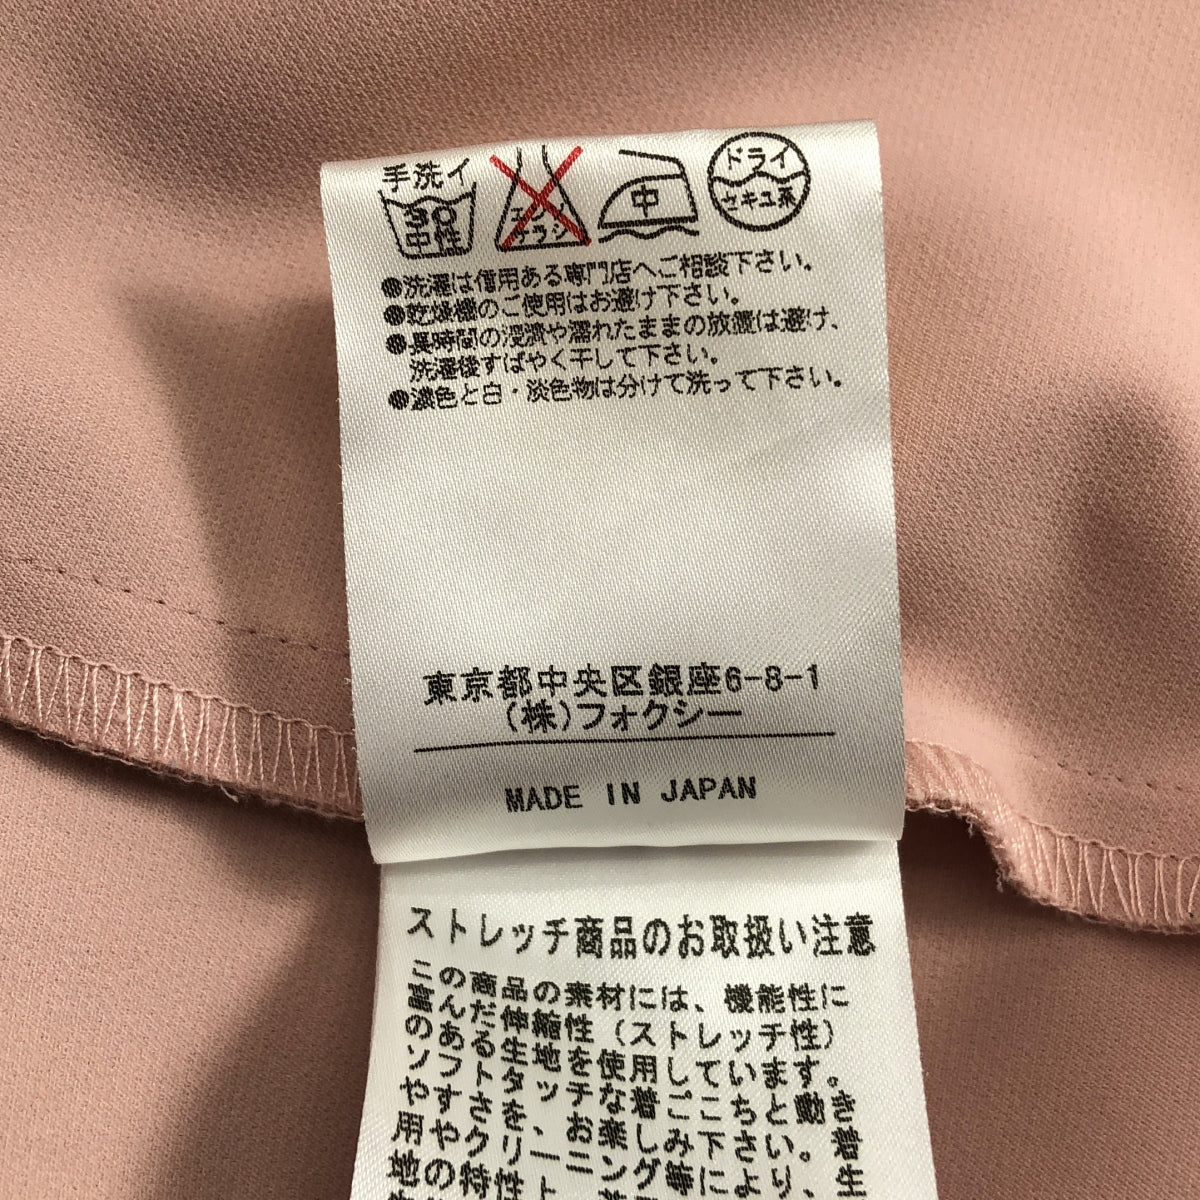 手洗イ
30
中性
エンソ
サラシ
中
ドライ
セキユ系
●洗濯は信用ある専門店へご相談下さい。
●乾燥機のご使用はお避け下さい。
●長時間の浸漬や濡れたままの放置は避け、
洗濯後すばやく干して下さい。
●濃色と白・淡色物は分けて洗って下さい。
東京都中央区銀座6-8-1
(株)フォクシー
MADE IN JAPAN
ストレッチ商品のお取扱い注意
この商品の素材には、機能性に
富んだ伸縮性(ストレッチ性)
のある生地を使用しています。
ソフトタッチな着ごこちと動き
やすさをお楽しみ下さい。着
用やクリーニング等により、生
地の特性上